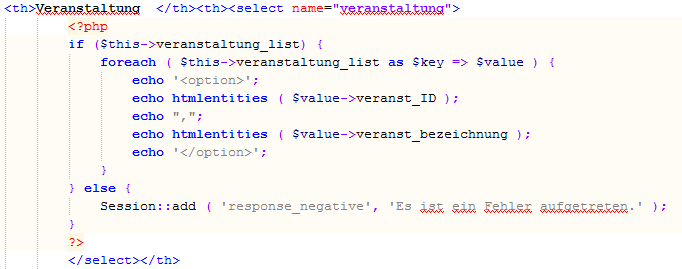 <th>Veranstaltung  </th><th><select name="veranstaltung">
<?php
if ($this->veranstaltung_list) {
foreach ( $this->veranstaltung_list as $key => $value ) {
echo '<option>';
echo htmlentities ( $value->veranst_ID );
echo ",";
echo htmlentities ( $value->veranst_bezeichnung );
echo '</option>';
}
} else {
Session::add ( 'response_negative', 'Es ist ein Fehler aufgetreten.' );
}
?>
</select></th>